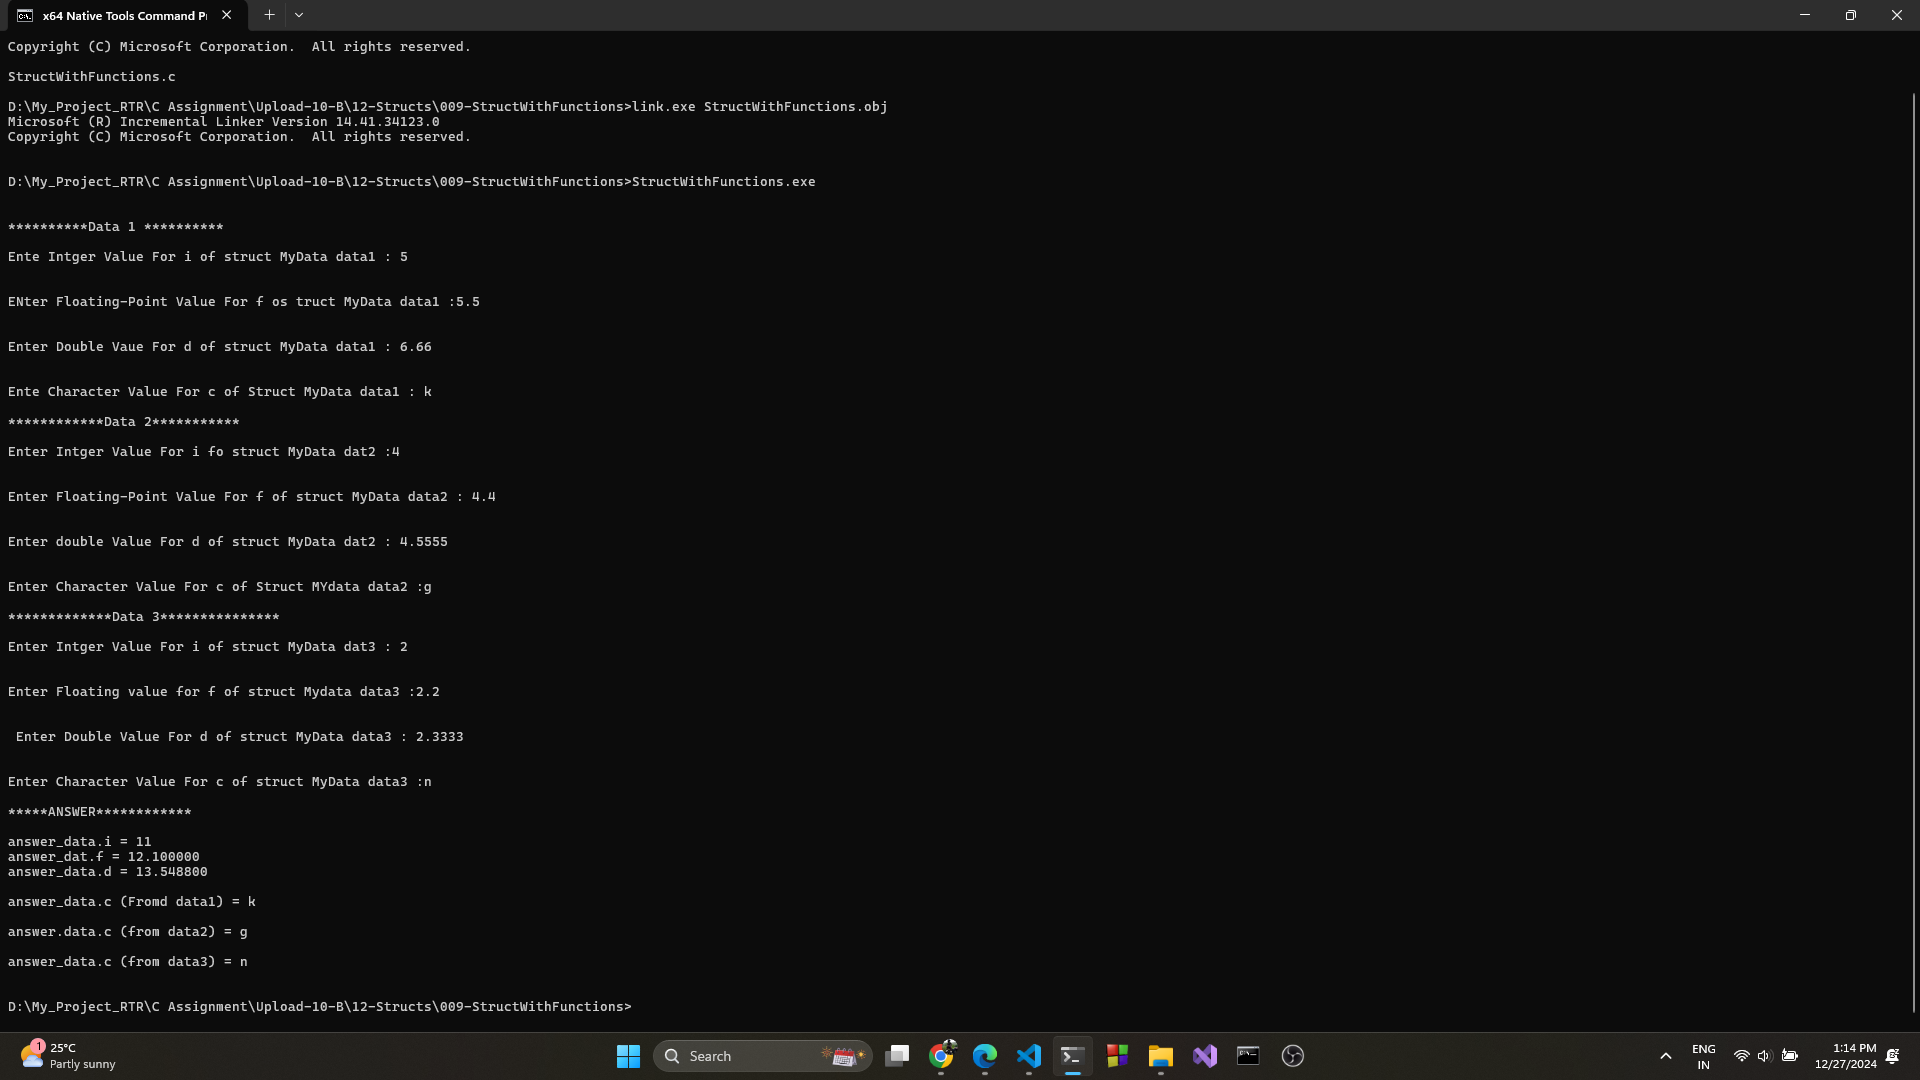 x64 Native Tools Command P
Copyright (C) Microsoft Corporation.  All rights reserved.
StructWithFunctions.c
D:\My_Project_RTR\C Assignment\Upload-10-B\12-Structs\009-StructWithFunctions>link.exe StructWithFunctions.obj
Microsoft (R) Incremental Linker Version 14.41.34123.0
Copyright (C) Microsoft Corporation.  All rights reserved.
D:\My_Project_RTR\C Assignment\Upload-10-B\12-Structs\009-StructWithFunctions>StructWithFunctions.exe
**********Data 1 **********
Ente Intger Value For i of struct MyData data1 : 5
ENter Floating-Point Value For f os truct MyData data1 :5.5
Enter Double Vaue For d of struct MyData data1 : 6.66
Ente Character Value For c of Struct MyData data1 : k
************Data 2***********
Enter Intger Value For i fo struct MyData dat2 :4
Enter Floating-Point Value For f of struct MyData data2 : 4.4
Enter double Value For d of struct MyData dat2 : 4.5555
Enter Character Value For c of Struct MYdata data2 :g
*************Data 3***************
Enter Intger Value For i of struct MyData dat3 : 2
Enter Floating value for f of struct Mydata data3 :2.2
 Enter Double Value For d of struct MyData data3 : 2.3333
Enter Character Value For c of struct MyData data3 :n
*****ANSWER************
answer_data.i = 11
answer_dat.f = 12.100000
answer_data.d = 13.548800
answer_data.c (Fromd data1) = k
answer.data.c (from data2) = g
answer_data.c (from data3) = n
D:\My_Project_RTR\C Assignment\Upload-10-B\12-Structs\009-StructWithFunctions>
1
25°C
Partly sunny
Search
ENG
IN
1:14 PM
12/27/2024